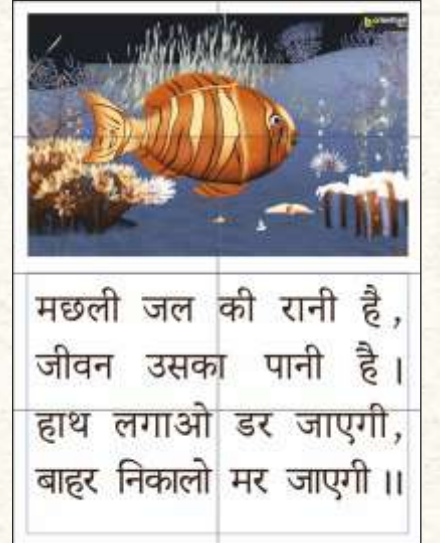 मछली जल की रानी है,
जीवन उसका पानी है।
हाथ लगाओ डर जाएगी,
बाहर निकालो मर जाएगी॥